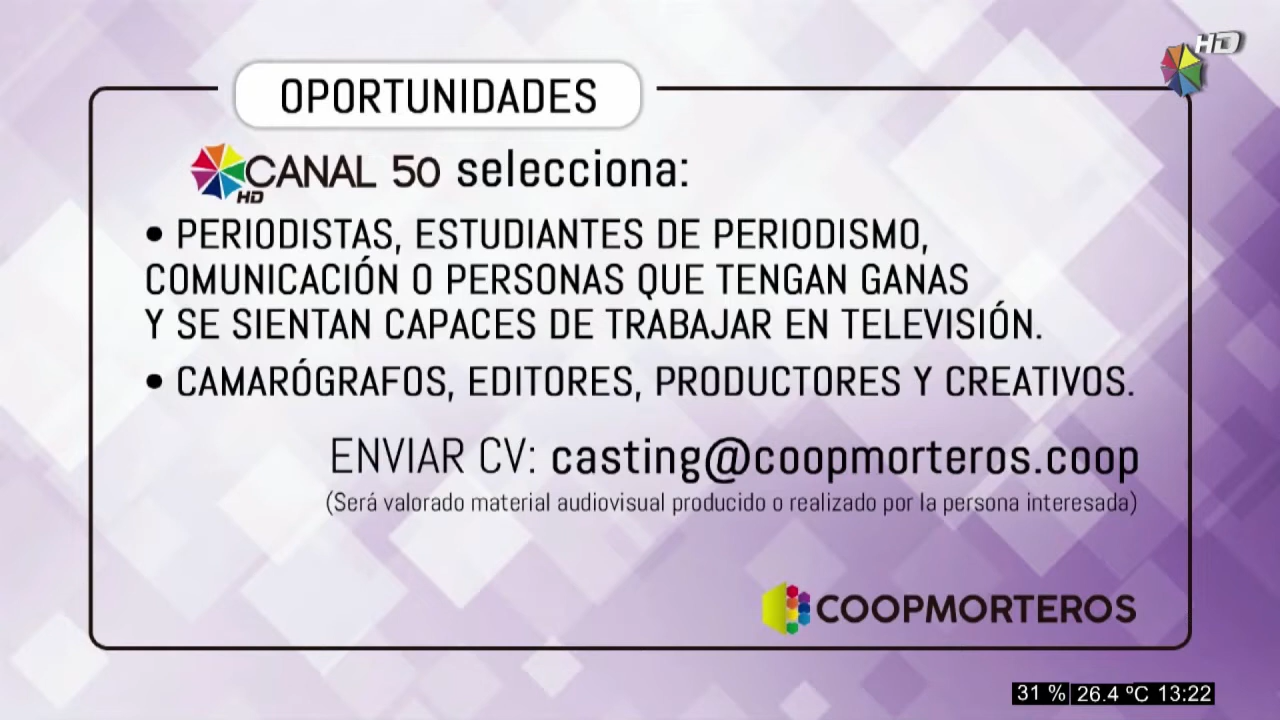 HD
OPORTUNIDADES
CANAL 50 selecciona:
HD
• PERIODISTAS, ESTUDIANTES DE PERIODISMO,
COMUNICACIÓN O PERSONAS QUE TENGAN GANAS
Y SE SIENTAN CAPACES DE TRABAJAR EN TELEVISIÓN.
• CAMARÓGRAFOS, EDITORES, PRODUCTORES Y CREATIVOS.
ENVIAR CV: casting@coopmorteros.coop
(Será valorado material audiovisual producido o realizado por la persona interesada)
COOPMORTEROS
31 % 26.4 ºC 13:22